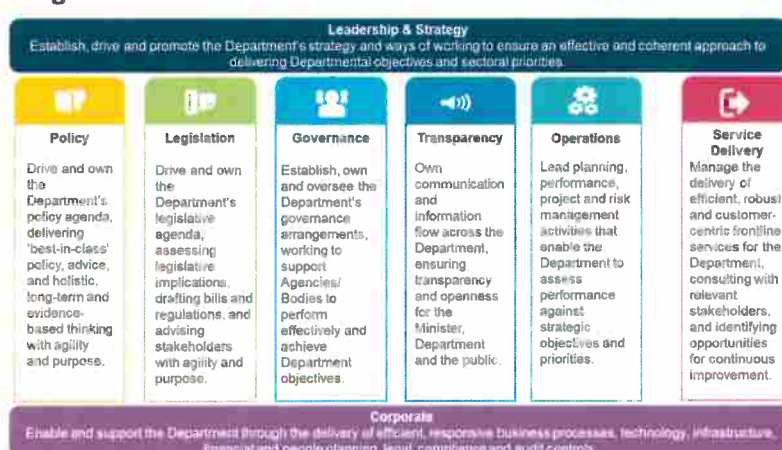 Leadership & Strategy
Establish, drive and promote the Department's strategy and ways of working to ensure an effective and coherent approach to
delivering Departmental objectives and sectoral priorities.
Policy
Drive and own
the
Department's
policy agenda,
delivering
'best-in-class'
policy, advice,
and holistic,
long-term and
evidence-
based thinking
with agility
and purpose.
Legislation
Drive and own
the
Department's
legislative
agenda,
assessing
legislative
implications,
drafting bills and
regulations, and
advising
stakeholders
with agility and
purpose.
Governance
Establish, own
and oversee the
Department's
governance
arrangements,
working to
support
Agencies/
Bodies to
perform
effectively and
achieve
Department
objectives.
Transparency
Own
communication
and
information
flow across the
Department,
ensuring
transparency
and openness
for the
Minister,
Department
and the public.
Operations
Lead planning,
performance,
project and risk
management
activities that
enable the
Department to
assess
performance
against
strategic
objectives and
priorities.
Service
Delivery
Manage the
delivery of
efficient, robust
and customer-
centric frontline
services for the
Department,
consulting with
relevant
stakeholders,
and identifying
opportunities
for continuous
improvement.
Corporate
Enable and support the Department through the delivery of efficient, responsive business processes, technology, infrastructure,
financial and people planning, legal, compliance and audit controls.